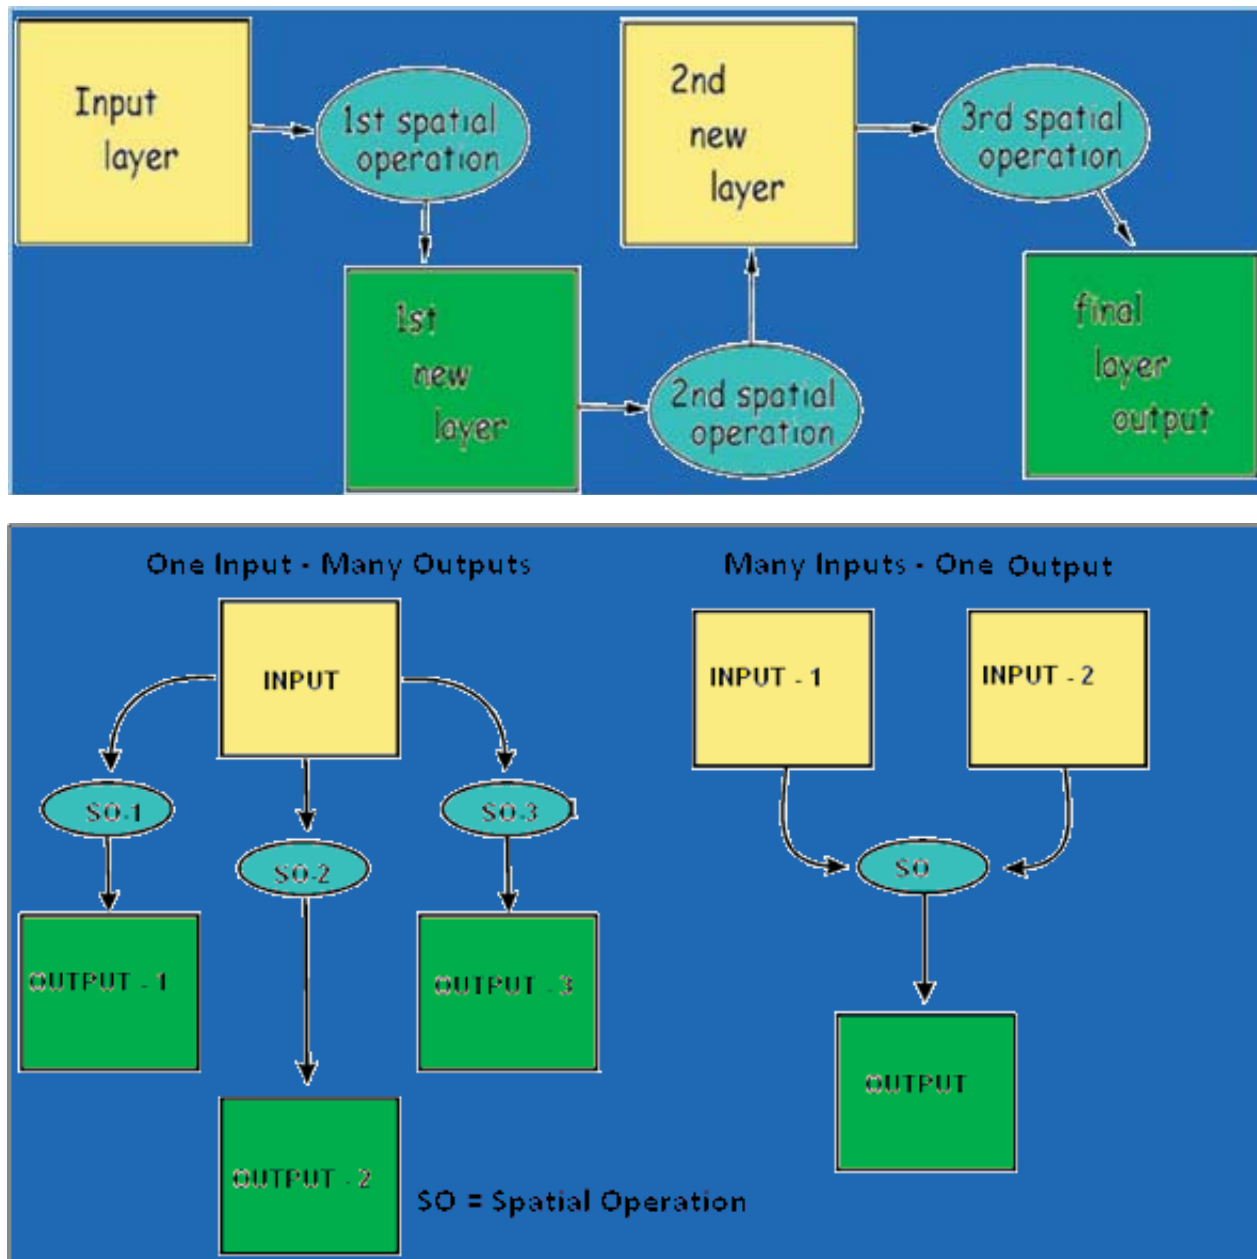 Input
layer
1st spatial
operation
1st
new
layer
2nd spatial
operation
2nd
new
layer
3rd spatial
operation
final
layer
output
One Input - Many Outputs
INPUT
SO-1
SO-2
SO-3
OUTPUT - 1
OUTPUT - 2
OUTPUT - 3
SO = Spatial Operation
Many Inputs - One Output
INPUT - 1
INPUT - 2
SO
OUTPUT